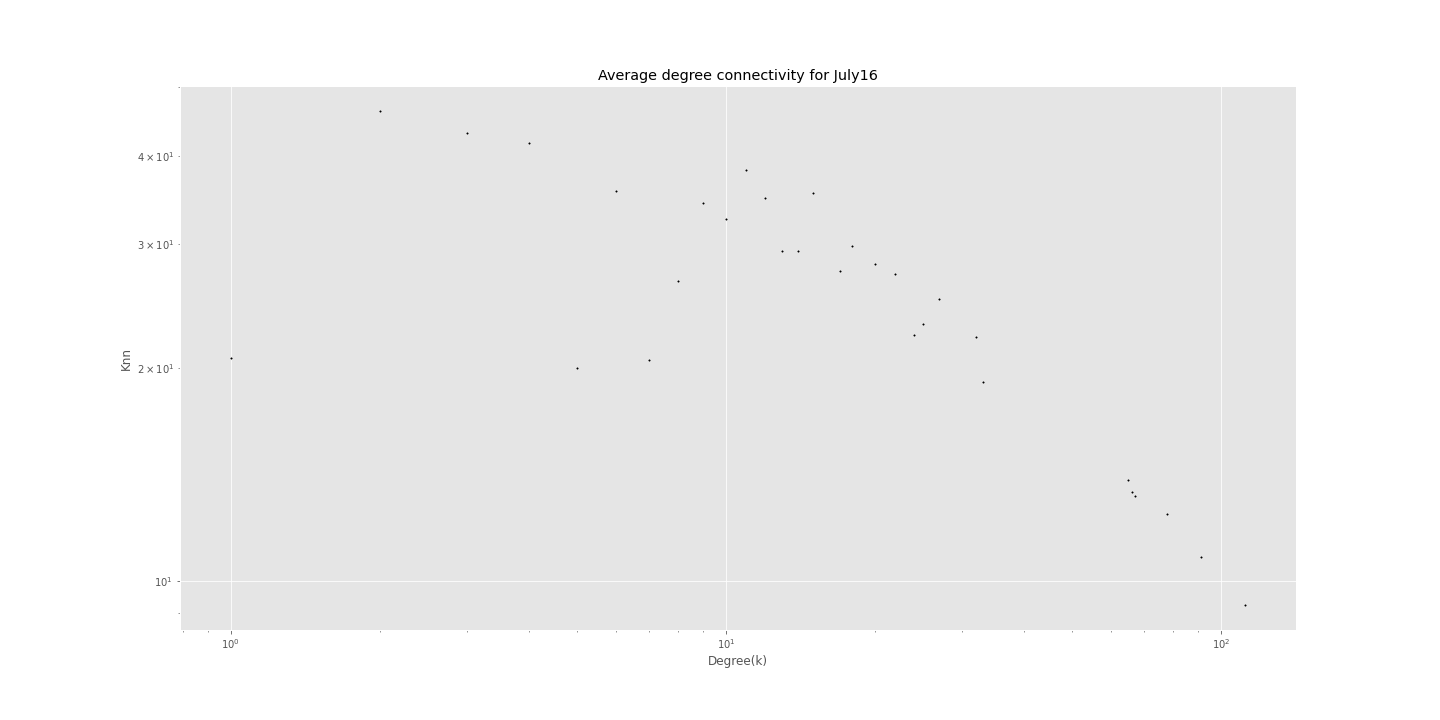 Average degree connectivity for July16
4 × 10¹
3 × 10¹
2 × 10¹
10¹
Knn
10⁰
10¹
10²
Degree(k)